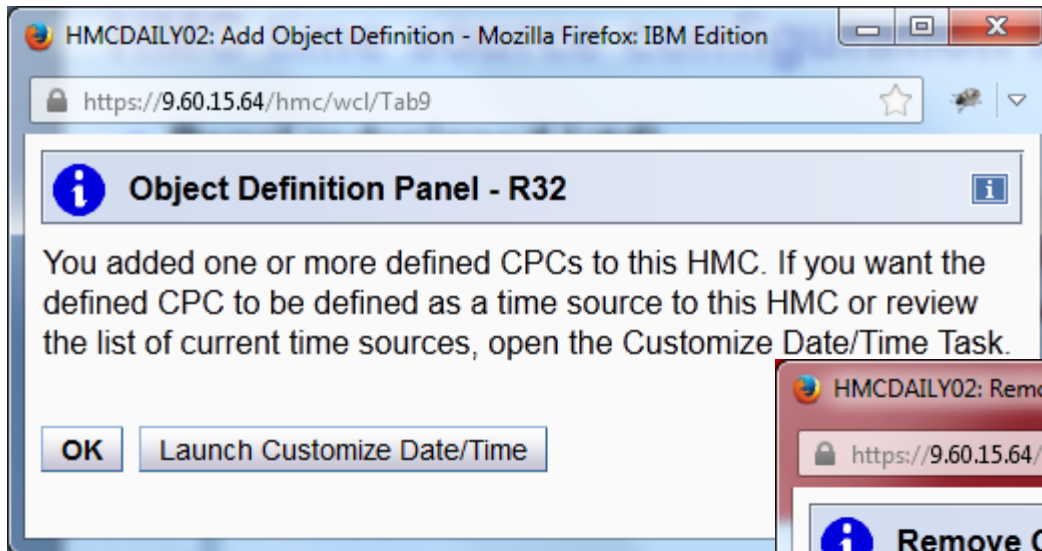 HMCDAILY02: Add Object Definition - Mozilla Firefox: IBM Edition
https://9.60.15.64/hmc/wcl/Tab9
Object Definition Panel - R32
You added one or more defined CPCs to this HMC. If you want the
defined CPC to be defined as a time source to this HMC or review
the list of current time sources, open the Customize Date/Time Task.
OK
Launch Customize Date/Time
HMCDAILY02:
https://9.60.15.64/
Remove